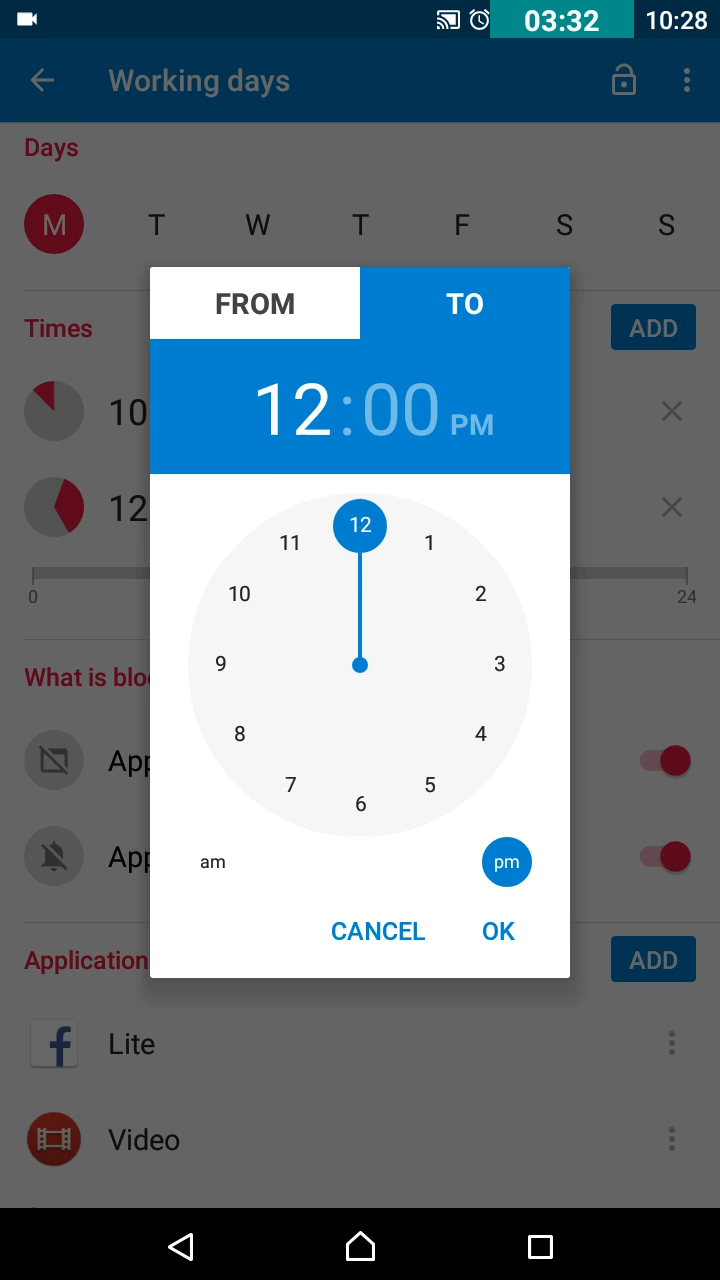 03:32 10:28
Working days
Days
M T W T F S S
FROM TO
Times ADD
12:00 PM
10
12
12
11 1
10 2
0 24
9 3
What is blo
8 4
App
7 5
6
am pm
App
CANCEL OK
Application ADD
f Lite
Video